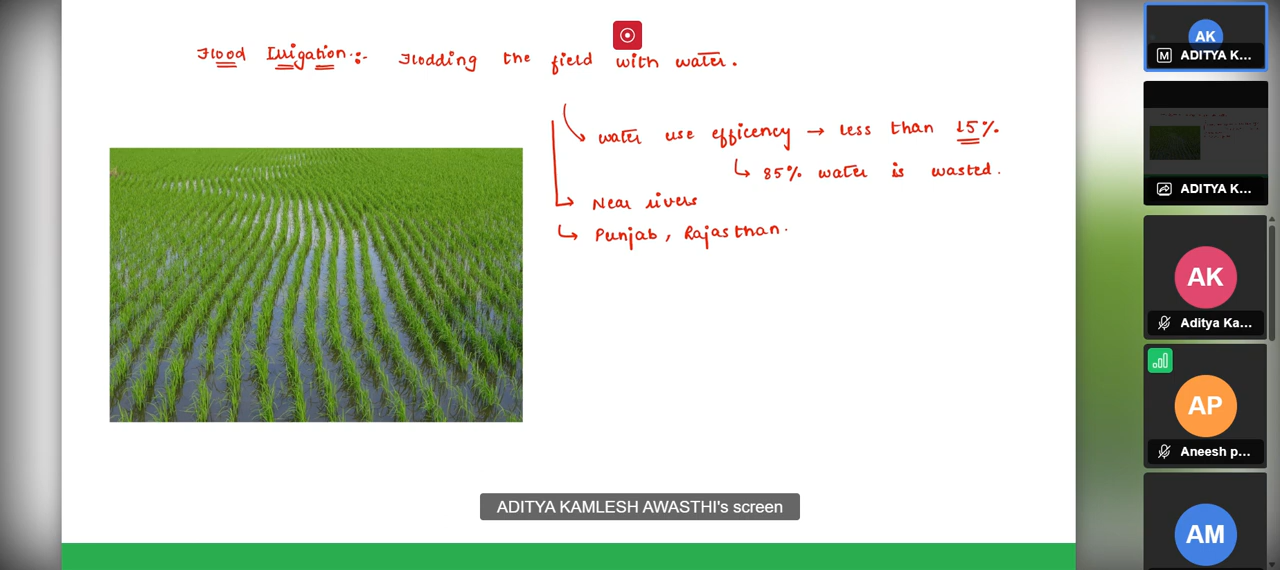 Flood Irrigation:- Flodding the field with water.
water use efficency → less than 15%
↳ 85% water is wasted.
Near rivers
Punjab, Rajasthan.
ADITYA KAMLESH AWASTHI's screen
AK
M ADITYA K...
ADITYA K...
AK
Aditya Ka...
AP
Aneesh p...
AM